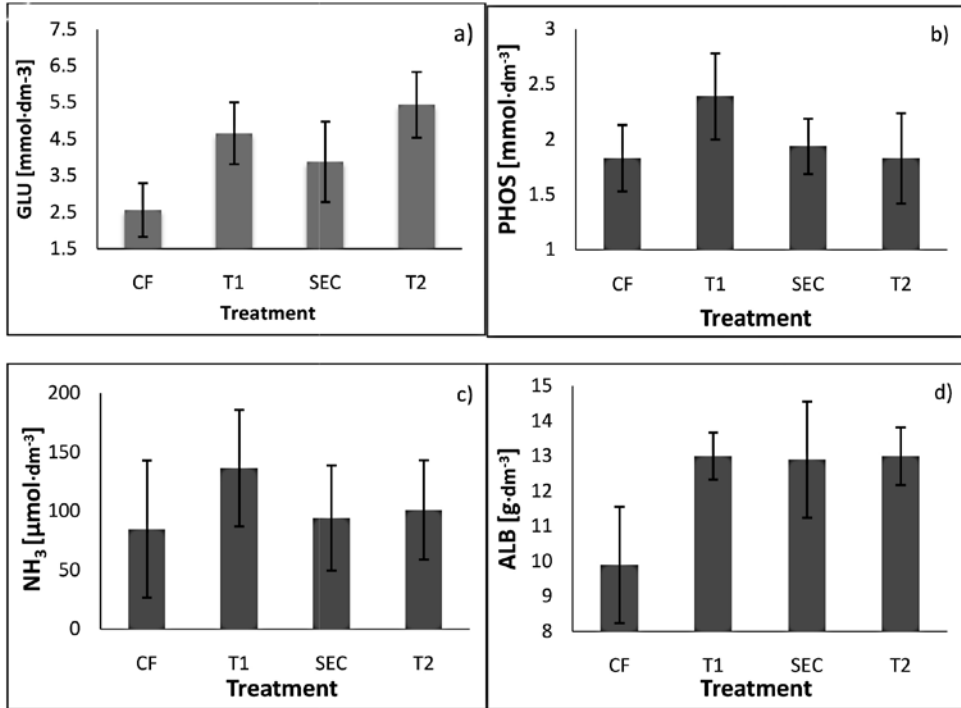 a)
GLU [mmol·dm-3]
7.5
6.5
5.5
4.5
3.5
2.5
1.5
CF T1 SEC T2
Treatment
b)
PHOS [mmol·dm⁻³]
3
2.5
2
1.5
1
CF T1 SEC T2
Treatment
c)
NH₃ [µmol·dm⁻³]
200
150
100
50
0
CF T1 SEC T2
Treatment
d)
ALB [g·dm⁻³]
15
14
13
12
11
10
9
8
CF T1 SEC T2
Treatment